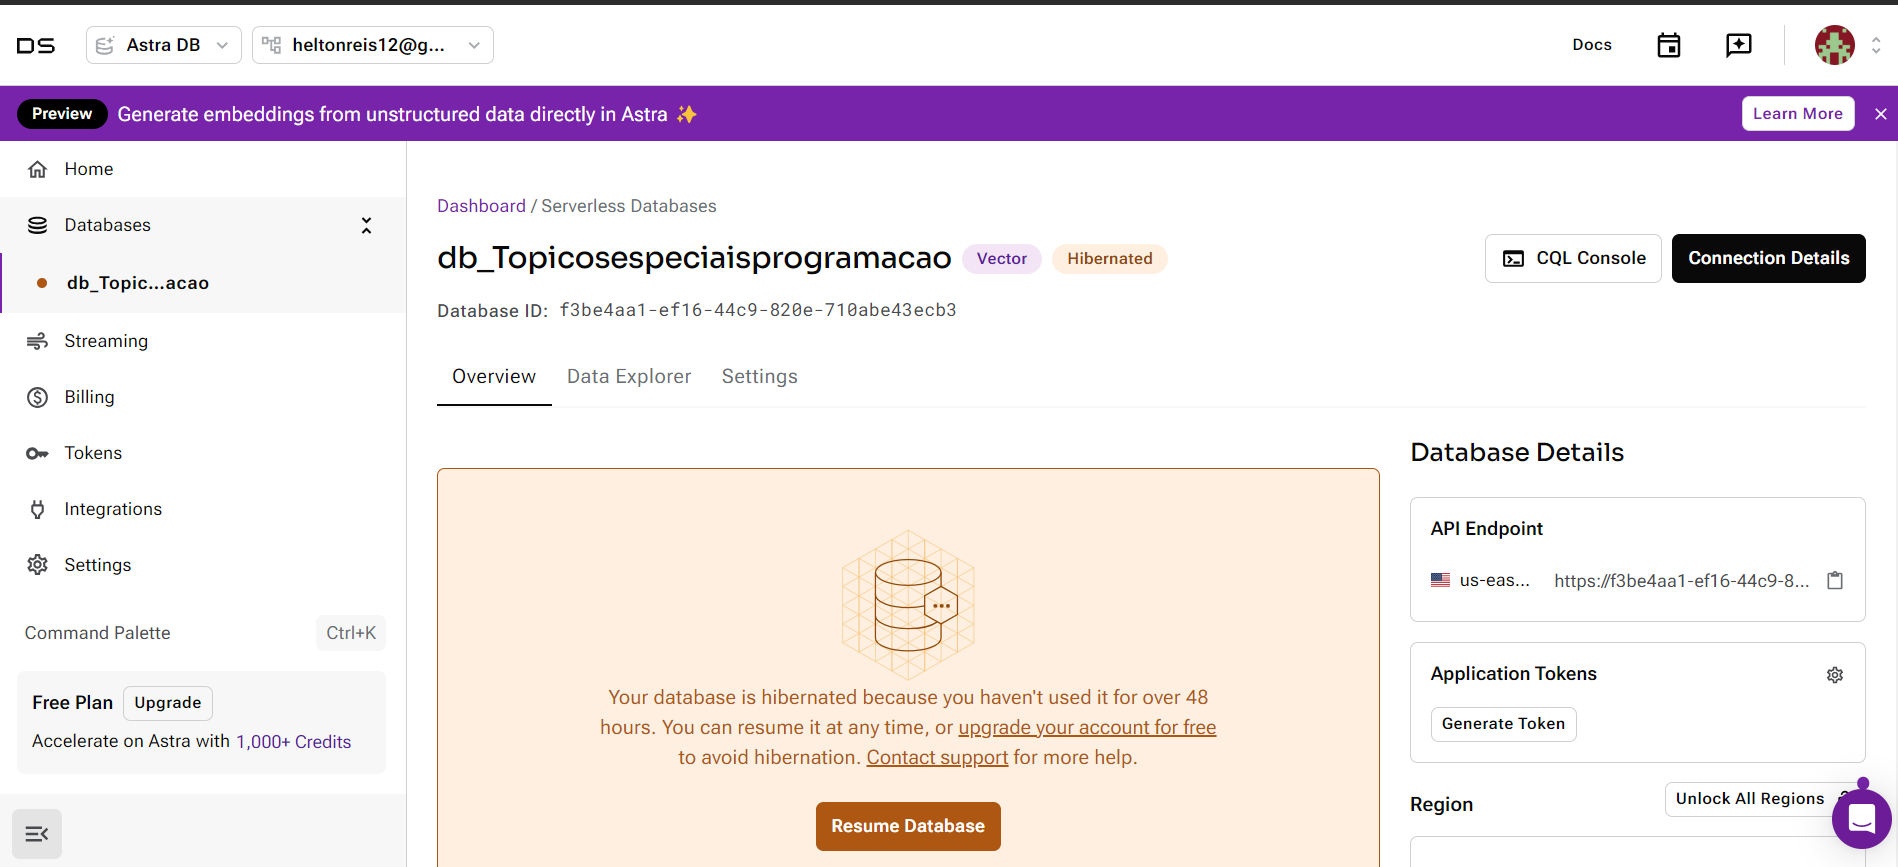 DS
Astra DB
heltonreis12@g...
Docs
Preview
Generate embeddings from unstructured data directly in Astra ✨
Learn More
Home
Databases
db_Topic...acao
Streaming
Billing
Tokens
Integrations
Settings
Command Palette
Ctrl+K
Free Plan
Upgrade
Accelerate on Astra with 1,000+ Credits
Dashboard / Serverless Databases
db_Topicosespeciaisprogramacao
Vector
Hibernated
CQL Console
Connection Details
Database ID: f3be4aa1-ef16-44c9-820e-710abe43ecb3
Overview
Data Explorer
Settings
Your database is hibernated because you haven't used it for over 48
hours. You can resume it at any time, or upgrade your account for free
to avoid hibernation. Contact support for more help.
Resume Database
Database Details
API Endpoint
us-eas...
https://f3be4aa1-ef16-44c9-8...
Application Tokens
Generate Token
Region
Unlock All Regions